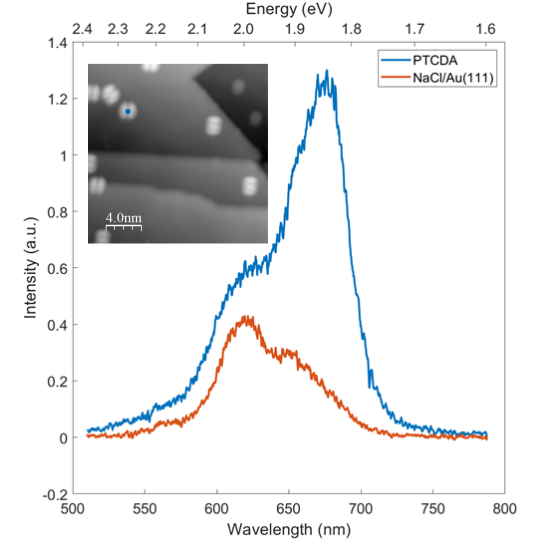 Energy (eV)
2.4 2.3 2.2 2.1 2.0 1.9 1.8 1.7 1.6
1.4
PTCDA
NaCl/Au(111)
1.2
1
0.8
4.0nm
0.6
0.4
0.2
0
-0.2
Intensity (a.u.)
500 550 600 650 700 750 800
Wavelength (nm)